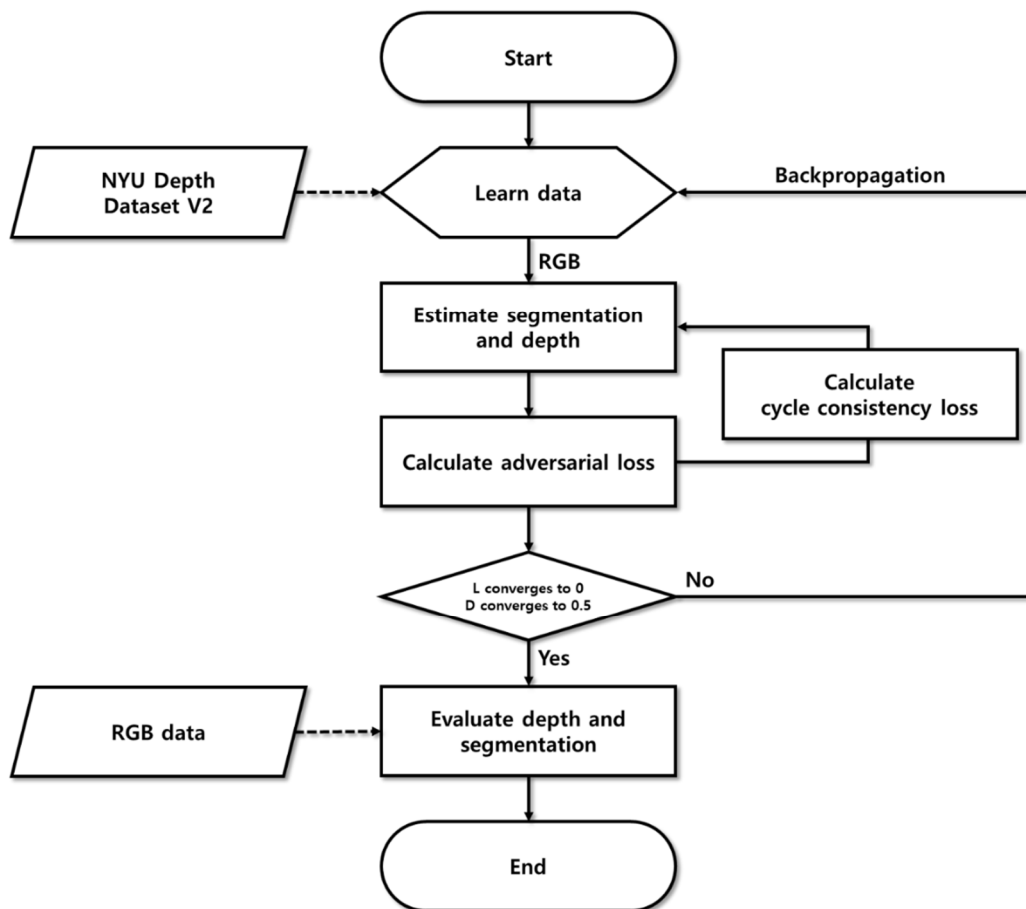 Start
NYU Depth
Dataset V2
Learn data
Backpropagation
RGB
Estimate segmentation
and depth
Calculate
cycle consistency loss
Calculate adversarial loss
L converges to 0
D converges to 0.5
No
Yes
RGB data
Evaluate depth and
segmentation
End